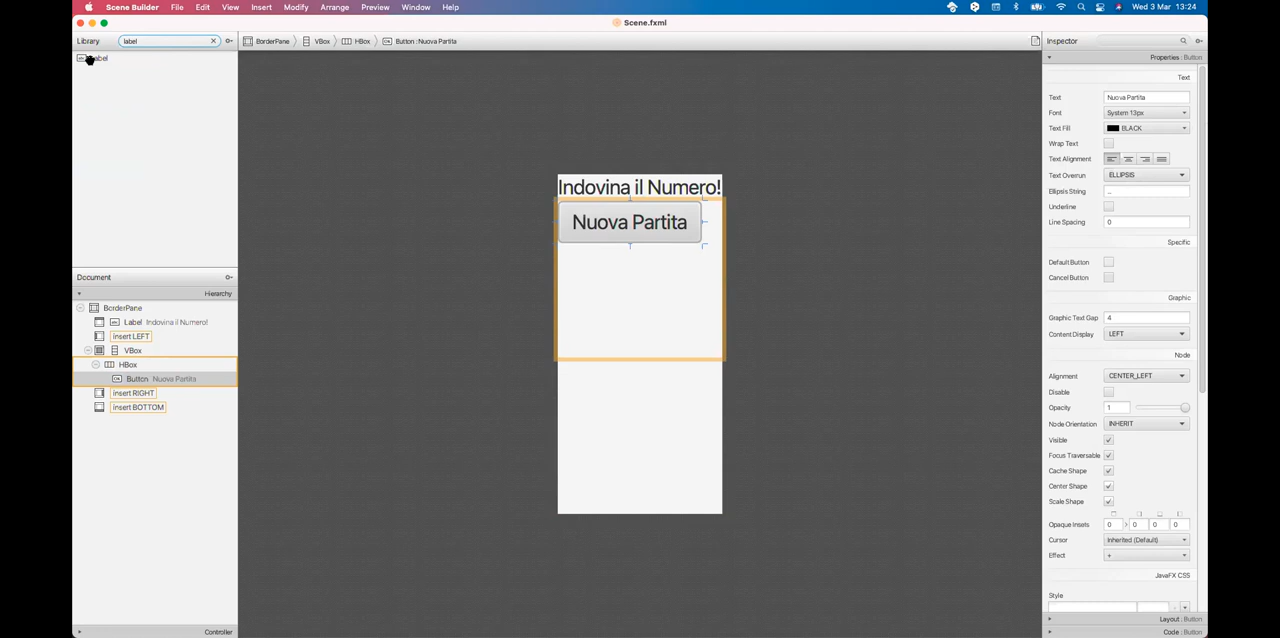 Scene Builder File Edit View Insert Modify Arrange Preview Window Help Wed 3 Mar 13:24
Scene.fxml
Library label
BorderPane VBox HBox Button : Nuova Partita
Inspector
Properties : Button
Text
Text Nuova Partita
Font System 13px
Text Fill BLACK
Wrap Text
Text Alignment
Text Overrun ELLIPSIS
Ellipsis String ...
Underline
Line Spacing 0
Specific
Default Button
Cancel Button
Graphic
Graphic Text Gap 4
Content Display LEFT
Node
Alignment CENTER_LEFT
Disable
Opacity 1
Node Orientation INHERIT
Visible
Focus Traversable
Cache Shape
Center Shape
Scale Shape
Opaque Insets 0 > 0 0 0
Cursor Inherited (Default)
Effect +
JavaFX CSS
Style
Layout : Button
Code : Button
Indovina il Numero!
Nuova Partita
Document
Hierarchy
BorderPane
Label Indovina il Numero!
insert LEFT
VBox
HBox
Button Nuova Partita
insert RIGHT
insert BOTTOM
Controller